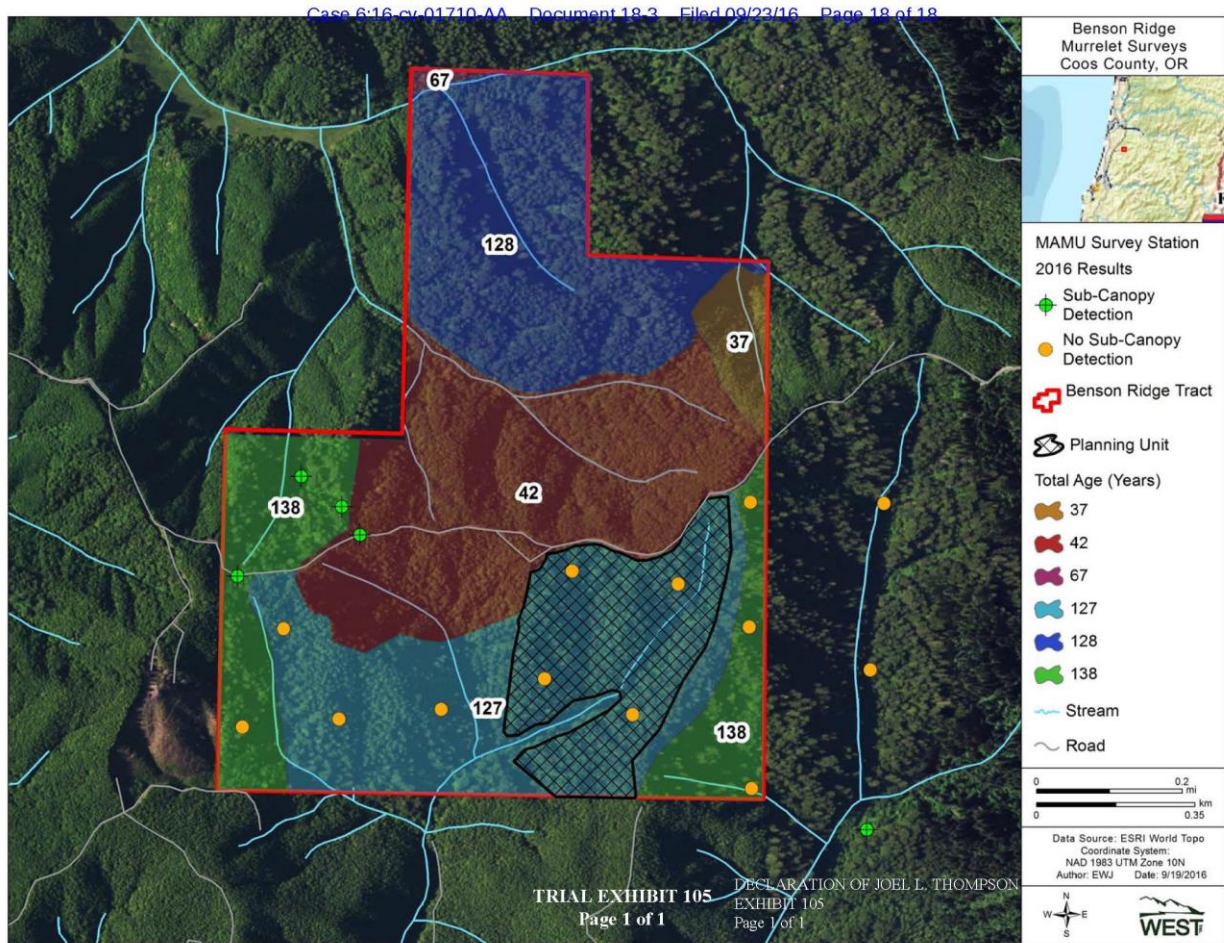 Case 6:16-cv-01710-AA Document 18-3 Filed 09/23/16 Page 18 of 18
67
128
37
138
42
127
138
TRIAL EXHIBIT 105
Page 1 of 1
DECLARATION OF JOEL L. THOMPSON
EXHIBIT 105
Page 1 of 1
Benson Ridge
Murrelet Surveys
Coos County, OR
MAMU Survey Station
2016 Results
Sub-Canopy
Detection
No Sub-Canopy
Detection
Benson Ridge Tract
Planning Unit
Total Age (Years)
37
42
67
127
128
138
Stream
Road
0 0.2
mi
km
0 0.35
Data Source: ESRI World Topo
Coordinate System:
NAD 1983 UTM Zone 10N
Author: EWJ Date: 9/19/2016
N
W E
S
WEST